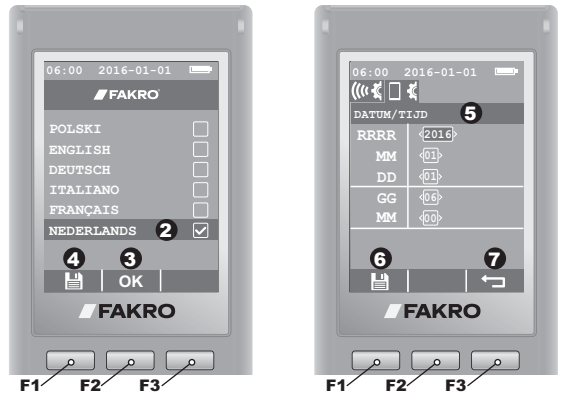 06:00 2016-01-01
FAKRO
POLSKI
ENGLISH
DEUTSCH
ITALIANO
FRANÇAIS
NEDERLANDS 2
4 3
OK
FAKRO
F1 F2 F3
06:00 2016-01-01
DATUM/TIJD 5
RRRR <2016>
MM <01>
DD <01>
GG <06>
MM <00>
6 7
FAKRO
F1 F2 F3